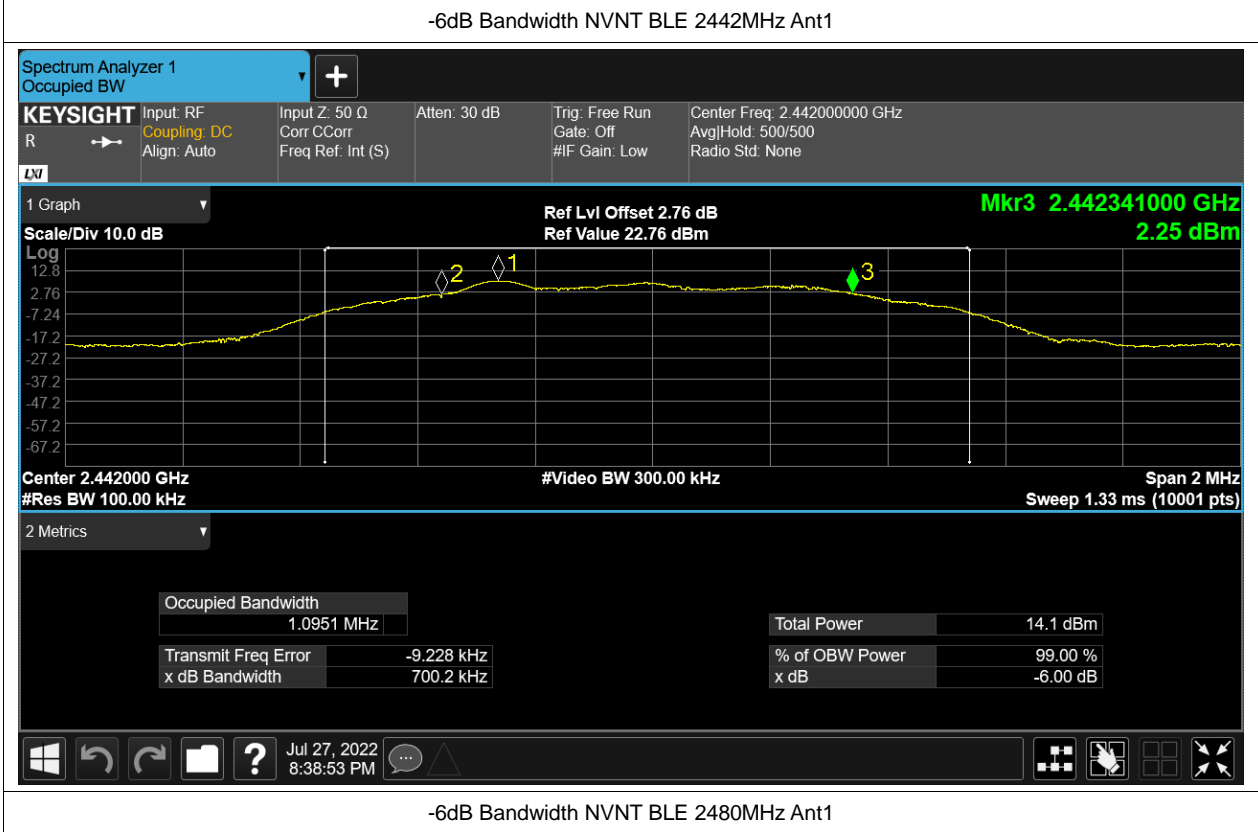 -6dB Bandwidth NVNT BLE 2442MHz Ant1
Spectrum Analyzer 1
Occupied BW
KEYSIGHT
R
LXI
Input: RF
Coupling: DC
Align: Auto
Input Z: 50 Ω
Corr CCorr
Freq Ref: Int (S)
Atten: 30 dB
Trig: Free Run
Gate: Off
#IF Gain: Low
Center Freq: 2.442000000 GHz
Avg|Hold: 500/500
Radio Std: None
1 Graph
Scale/Div 10.0 dB
Ref Lvl Offset 2.76 dB
Ref Value 22.76 dBm
Mkr3 2.442341000 GHz
2.25 dBm
Log
12.8
2.76
-7.24
-17.2
-27.2
-37.2
-47.2
-57.2
-67.2
2
1
3
Center 2.442000 GHz
#Res BW 100.00 kHz
#Video BW 300.00 kHz
Span 2 MHz
Sweep 1.33 ms (10001 pts)
2 Metrics
Occupied Bandwidth
1.0951 MHz
Transmit Freq Error -9.228 kHz
x dB Bandwidth 700.2 kHz
Total Power 14.1 dBm
% of OBW Power 99.00 %
x dB -6.00 dB
?
Jul 27, 2022
8:38:53 PM
-6dB Bandwidth NVNT BLE 2480MHz Ant1